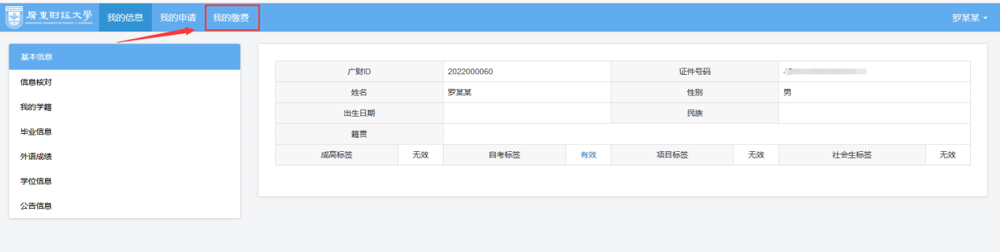 廣東财經大學 我的信息 我的申请 我的缴费 罗某某
基本信息
信息核对
我的学籍
毕业信息
外语成绩
学位信息
公告信息
广财ID 2022000060 证件号码
姓名 罗某某 性别 男
出生日期 民族
籍贯
成高标签 无效 自考标签 有效 项目标签 无效 社会生标签 无效